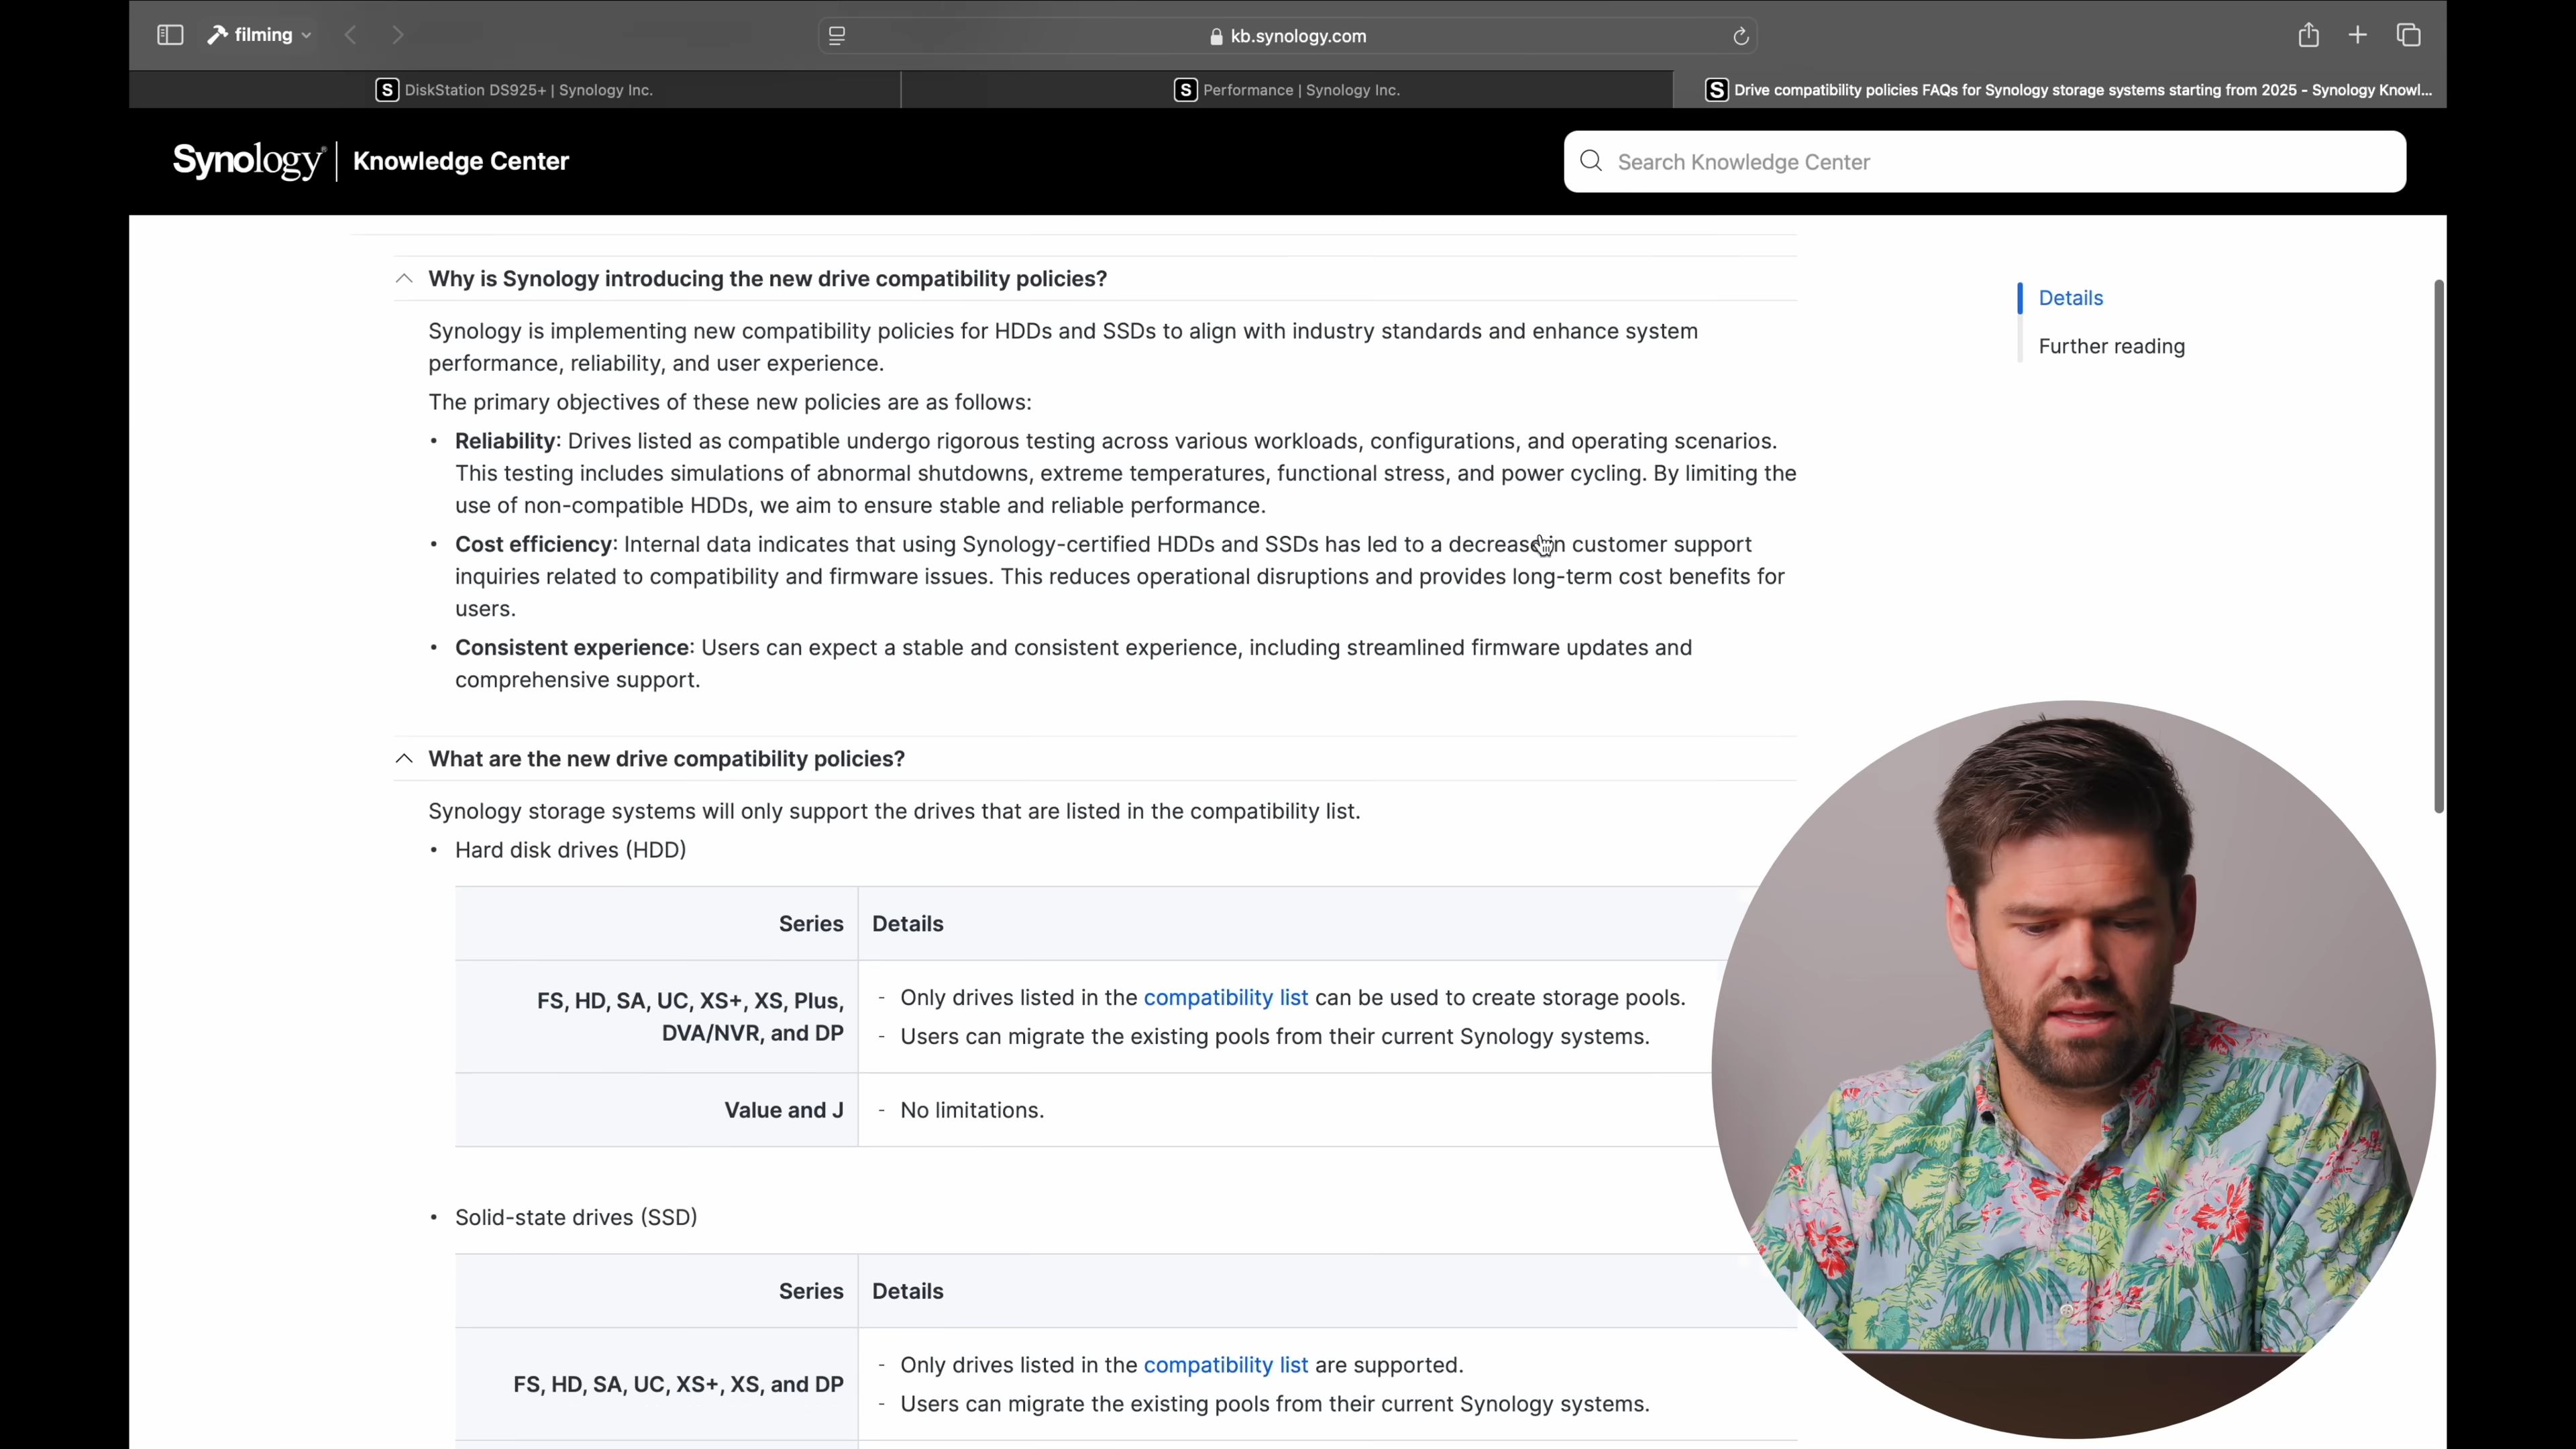 filming
kb.synology.com
S DiskStation DS925+ | Synology Inc.
S Performance | Synology Inc.
S Drive compatibility policies FAQs for Synology storage systems starting from 2025 - Synology Knowl...
Synology® | Knowledge Center
Search Knowledge Center
Why is Synology introducing the new drive compatibility policies?
Details
Further reading
Synology is implementing new compatibility policies for HDDs and SSDs to align with industry standards and enhance system
performance, reliability, and user experience.
The primary objectives of these new policies are as follows:
• Reliability: Drives listed as compatible undergo rigorous testing across various workloads, configurations, and operating scenarios.
This testing includes simulations of abnormal shutdowns, extreme temperatures, functional stress, and power cycling. By limiting the
use of non-compatible HDDs, we aim to ensure stable and reliable performance.
• Cost efficiency: Internal data indicates that using Synology-certified HDDs and SSDs has led to a decrease in customer support
inquiries related to compatibility and firmware issues. This reduces operational disruptions and provides long-term cost benefits for
users.
• Consistent experience: Users can expect a stable and consistent experience, including streamlined firmware updates and
comprehensive support.
What are the new drive compatibility policies?
Synology storage systems will only support the drives that are listed in the compatibility list.
• Hard disk drives (HDD)
Series Details
FS, HD, SA, UC, XS+, XS, Plus,
DVA/NVR, and DP
- Only drives listed in the compatibility list can be used to create storage pools.
- Users can migrate the existing pools from their current Synology systems.
Value and J - No limitations.
• Solid-state drives (SSD)
Series Details
FS, HD, SA, UC, XS+, XS, and DP
- Only drives listed in the compatibility list are supported.
- Users can migrate the existing pools from their current Synology systems.